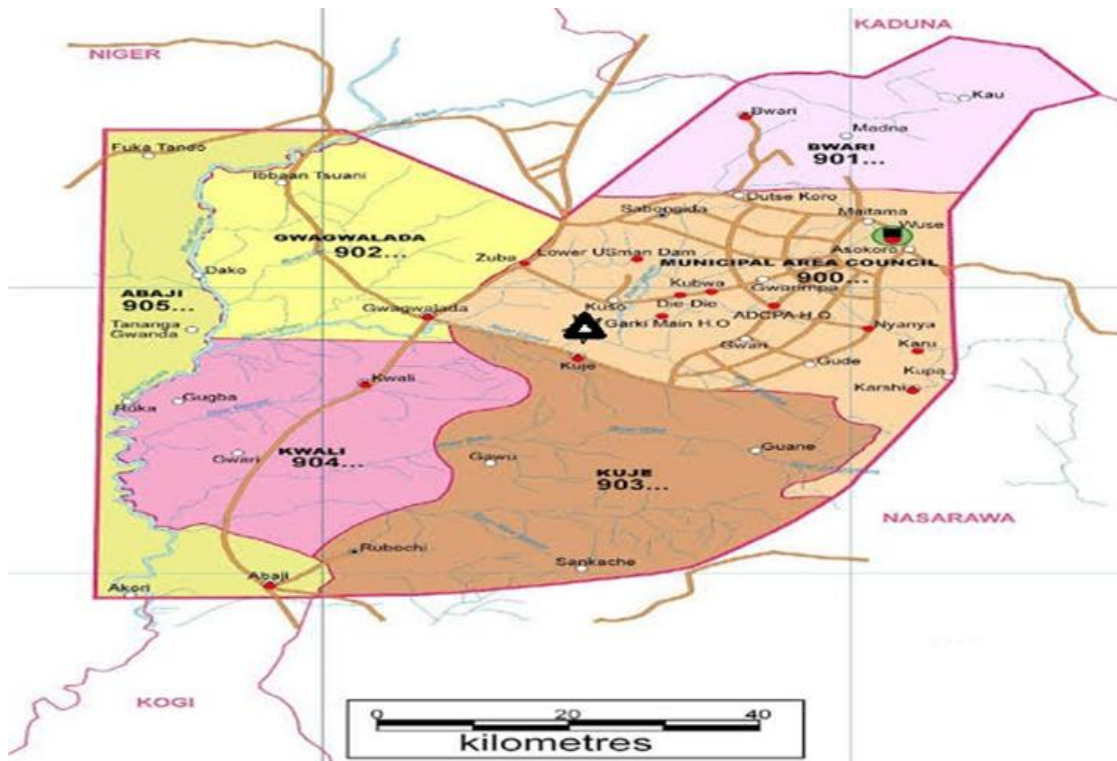 KADUNA
NIGER
Kau
Bwari
Madna
BWARI
901...
Fuka Tando
Ibbaan Tsuani
Dutse Koro
Sabongida
Maitama
Wuse
Asokoro
GWAGWALADA
902...
Zuba
Lower USman Dam
MUNICIPAL AREA COUNCIL
900...
Dako
Kubwa
Gwarimpa
ABAJI
905...
Kuso
Die-Die
Gwagwalada
Garki Main H.O
ADCPA-H.O
Nyanya
Tananga
Gwanda
Gwari
Karu
Kuje
Gude
Kupa
Kwali
Karshi
Ruka
Gugba
Gwari
KWALI
904...
Gawu
Guane
KUJE
903...
NASARAWA
Rubochi
Sankache
Abaji
Akori
KOGI
0 20 40
kilometres